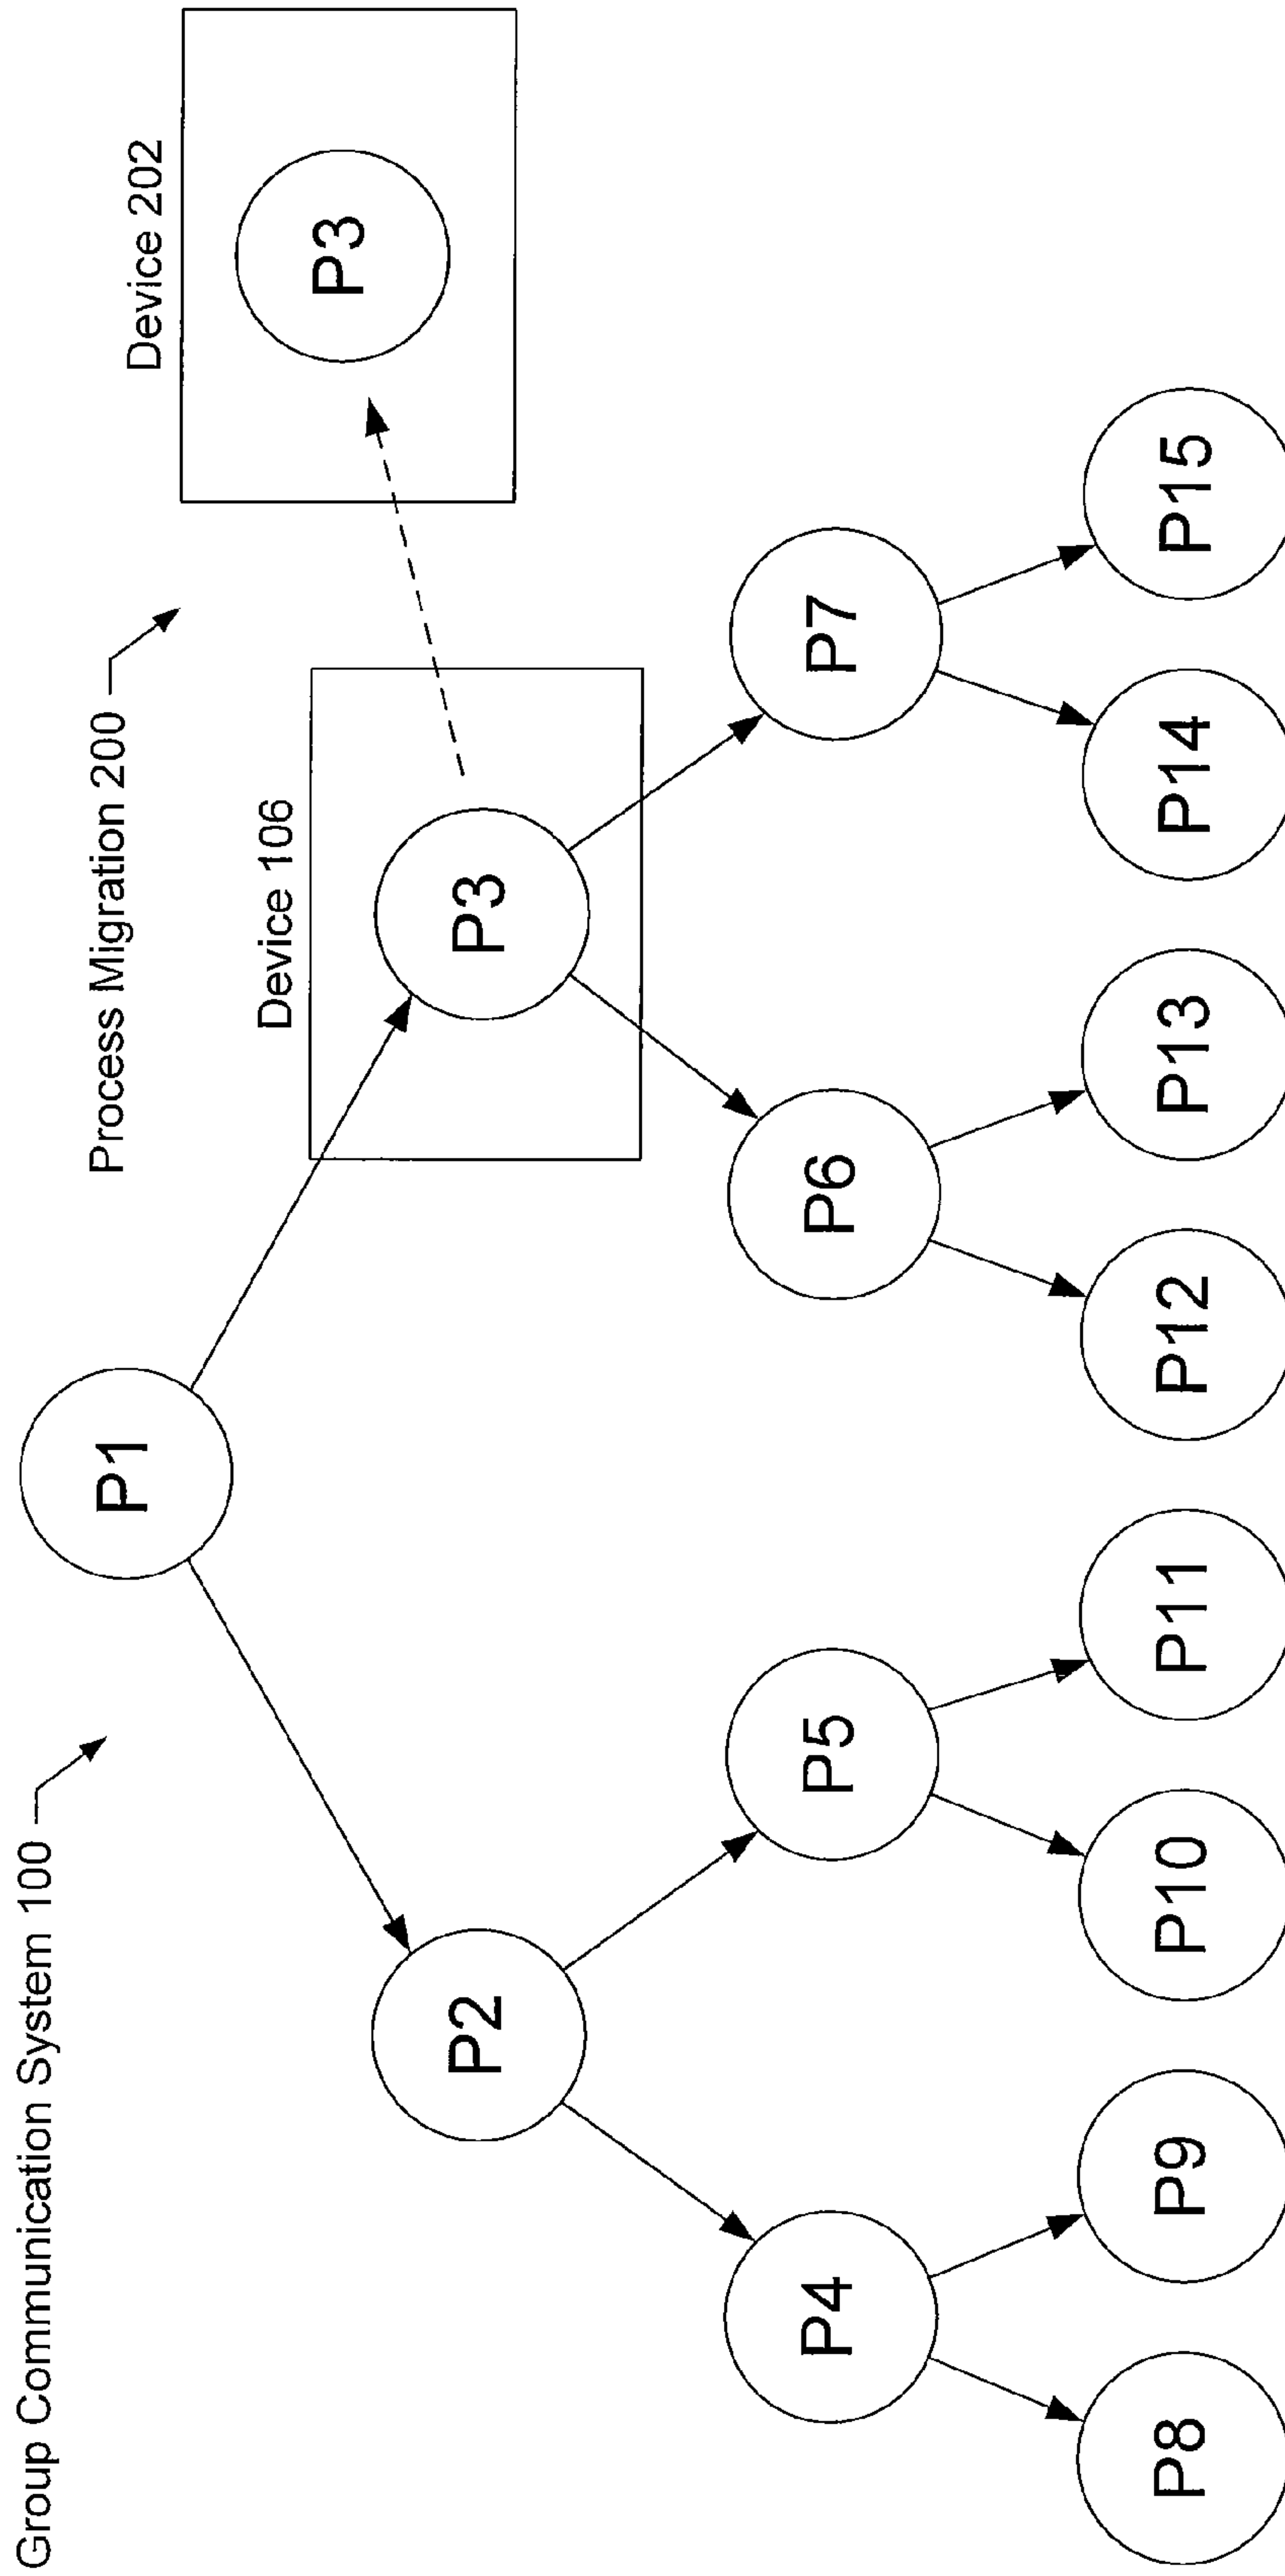 Group Communication System 100
Process Migration 200
Device 202
P1
Device 106
P3
P2
P3
P4
P5
P6
P7
P8
P9
P10
P11
P12
P13
P14
P15